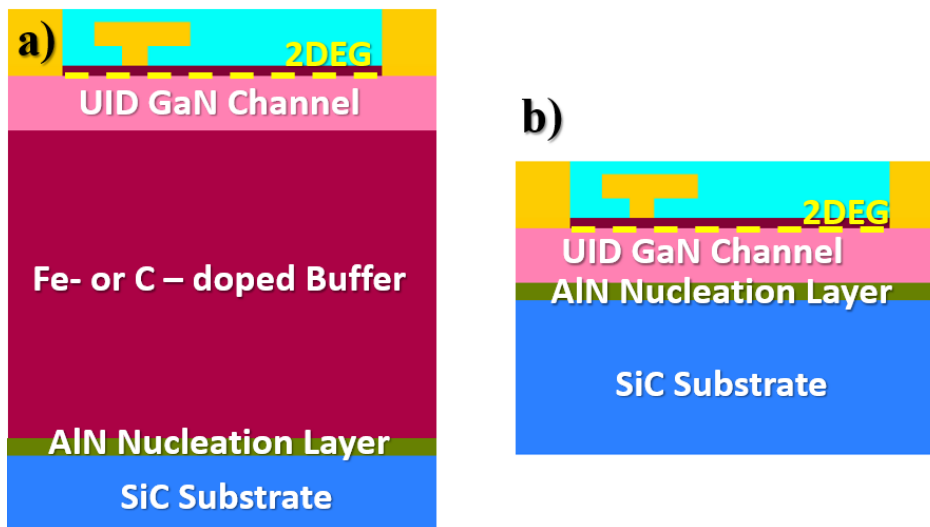 a)
2DEG
UID GaN Channel
Fe- or C – doped Buffer
AlN Nucleation Layer
SiC Substrate
b)
2DEG
UID GaN Channel
AlN Nucleation Layer
SiC Substrate